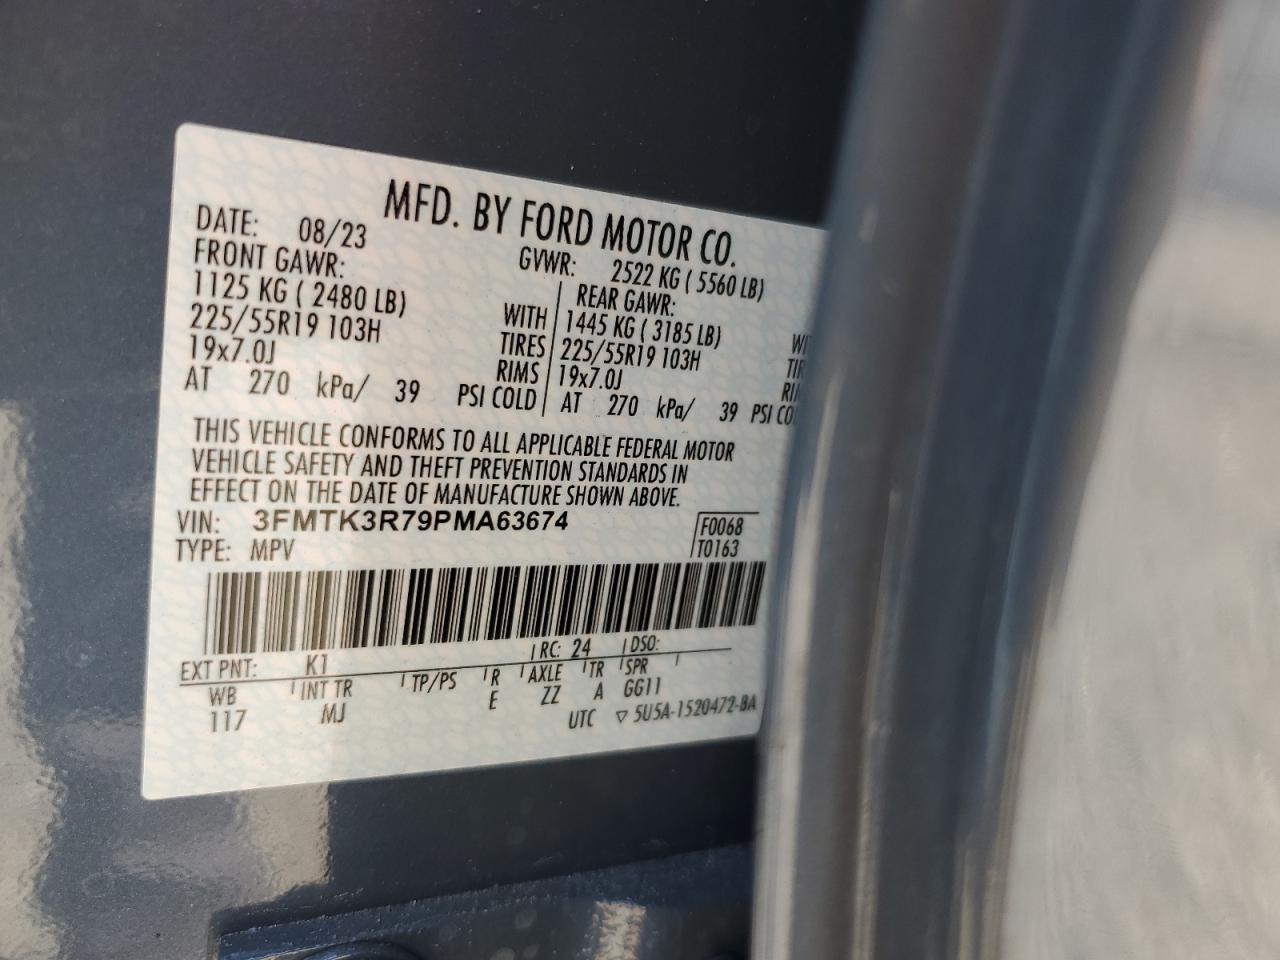 MFD. BY FORD MOTOR CO.
DATE: 08/23 GVWR: 2522 KG ( 5560 LB)
FRONT GAWR: REAR GAWR:
1125 KG ( 2480 LB) WITH 1445 KG ( 3185 LB)
225/55R19 103H TIRES 225/55R19 103H
19x7.0J RIMS 19x7.0J
AT 270 kPa/ 39 PSI COLD AT 270 kPa/ 39 PSI
THIS VEHICLE CONFORMS TO ALL APPLICABLE FEDERAL MOTOR
VEHICLE SAFETY AND THEFT PREVENTION STANDARDS IN
EFFECT ON THE DATE OF MANUFACTURE SHOWN ABOVE.
VIN: 3FMTK3R79PMA63674 F0068
TYPE: MPV T0163
EXT PNT: K1 RC: 24 DSO:
WB INT TR TP/PS R AXLE TR SPR
117 MJ E ZZ A GG11
UTC ▽ 5U5A-1520472-BA